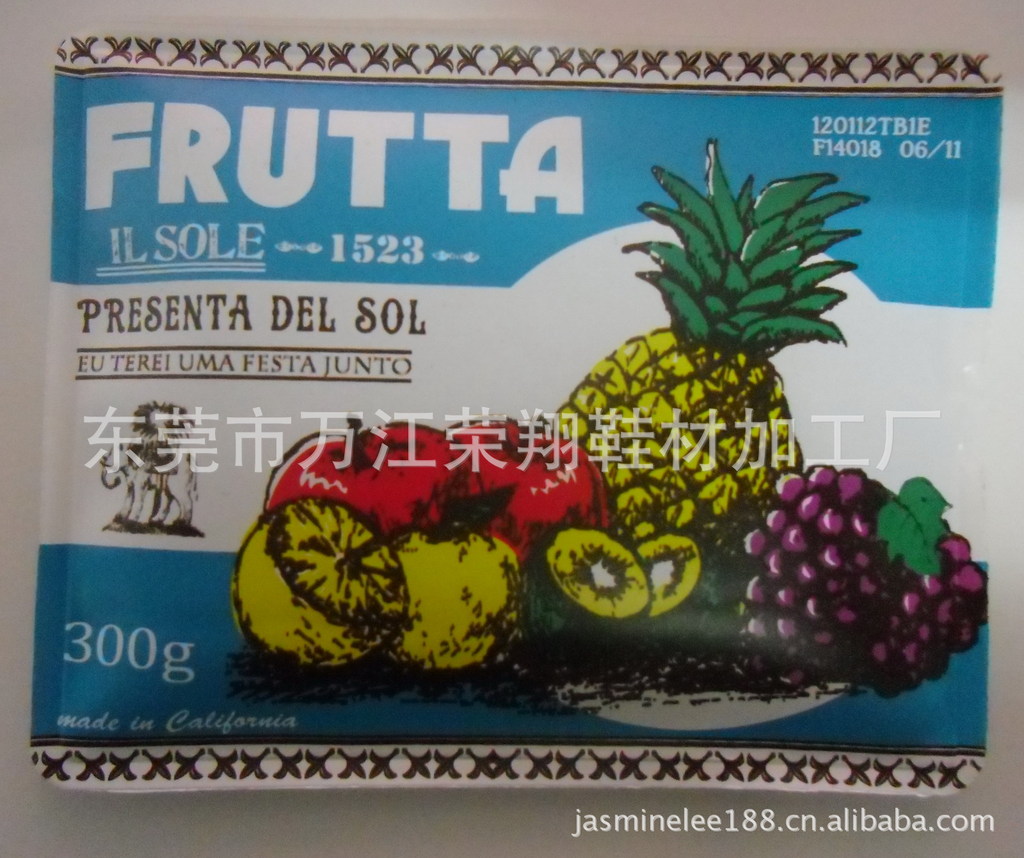 FRUTTA
120112TB1E
F14018 06/11
IL SOLE 1523
PRESENTA DEL SOL
EU TEREI UMA FESTA JUNTO
东莞市万江荣翔鞋材加工厂
300g
made in California
jasminelee188.cn.alibaba.com